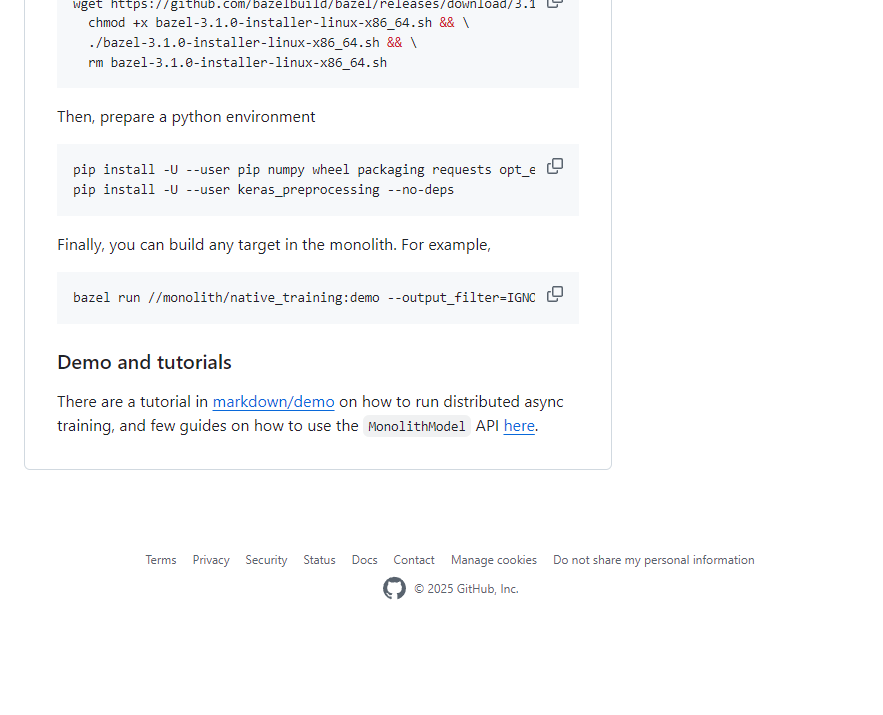 wget https://github.com/bazelbuild/bazel/releases/download/3.1
chmod +x bazel-3.1.0-installer-linux-x86_64.sh && \
./bazel-3.1.0-installer-linux-x86_64.sh && \
rm bazel-3.1.0-installer-linux-x86_64.sh
Then, prepare a python environment
pip install -U --user pip numpy wheel packaging requests opt_e
pip install -U --user keras_preprocessing --no-deps
Finally, you can build any target in the monolith. For example,
bazel run //monolith/native_training:demo --output_filter=IGNO
Demo and tutorials
There are a tutorial in markdown/demo on how to run distributed async
training, and few guides on how to use the MonolithModel API here.
Terms Privacy Security Status Docs Contact Manage cookies Do not share my personal information
© 2025 GitHub, Inc.